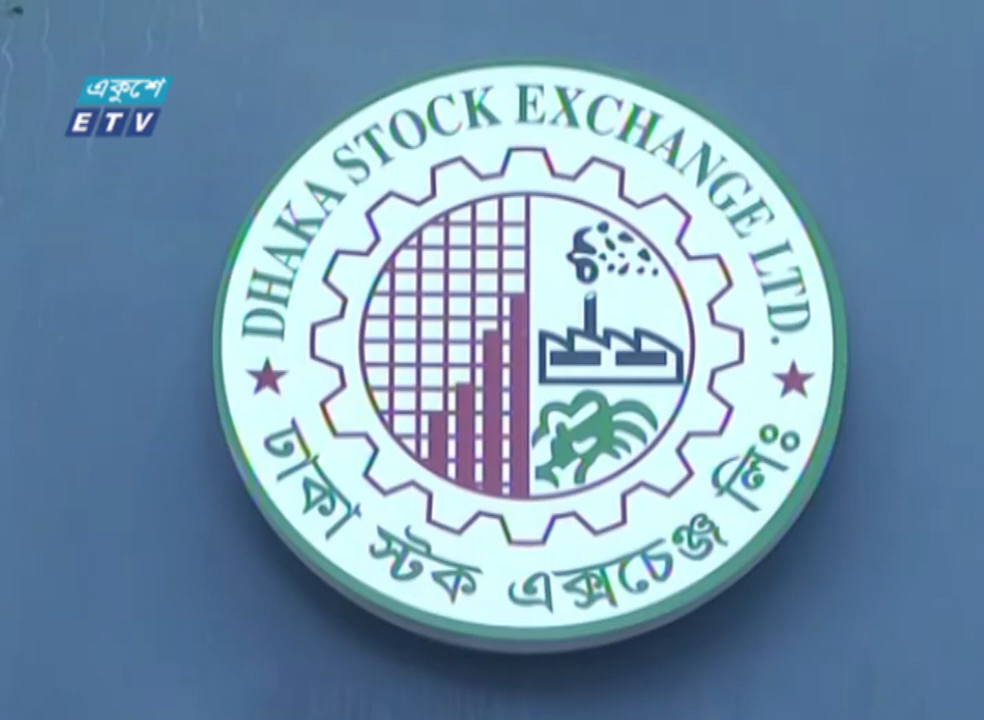 একুশে
ETV
DHAKA STOCK EXCHANGE LTD.
ঢাকা স্টক এক্সচেঞ্জ লিঃ